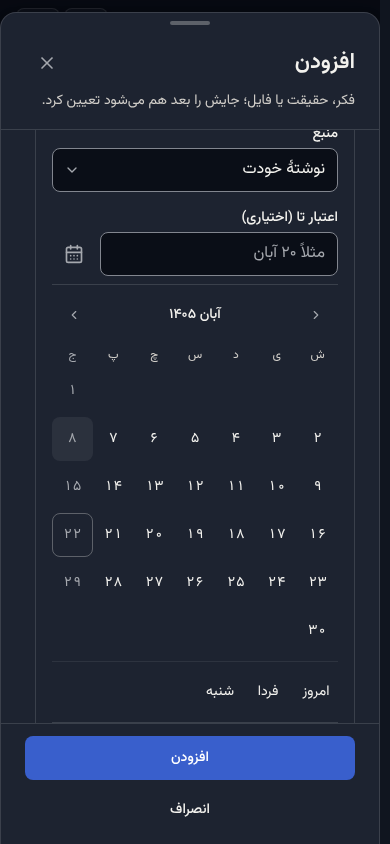 افزودن
فکر، حقیقت یا فایل؛ جایش را بعد هم می‌شود تعیین کرد.
منبع
نوشتهٔ خودت
اعتبار تا (اختیاری)
مثلاً ۲۰ آبان
آبان ۱۴۰۵
ش ی د س چ پ ج
۱
۲ ۳ ۴ ۵ ۶ ۷ ۸
۹ ۱۰ ۱۱ ۱۲ ۱۳ ۱۴ ۱۵
۱۶ ۱۷ ۱۸ ۱۹ ۲۰ ۲۱ ۲۲
۲۳ ۲۴ ۲۵ ۲۶ ۲۷ ۲۸ ۲۹
۳۰
امروز فردا شنبه
افزودن
انصراف